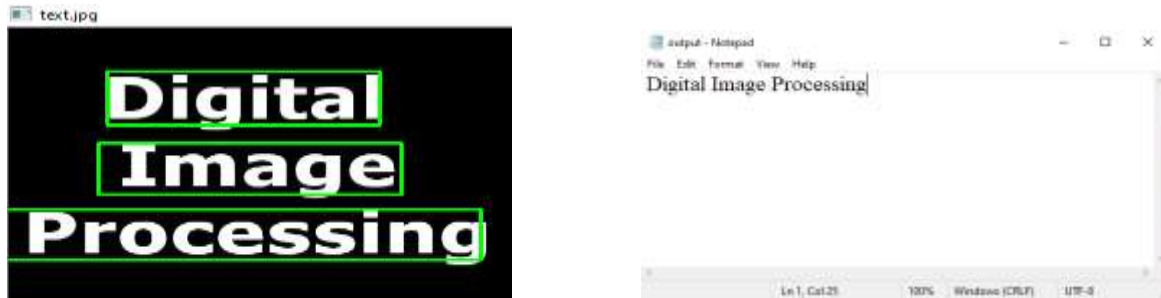 text.jpg
Digital
Image
Processing
output - Notepad
File Edit Format View Help
Digital Image Processing
Ln 1, Col 25 100% Windows (CRLF) UTF-8